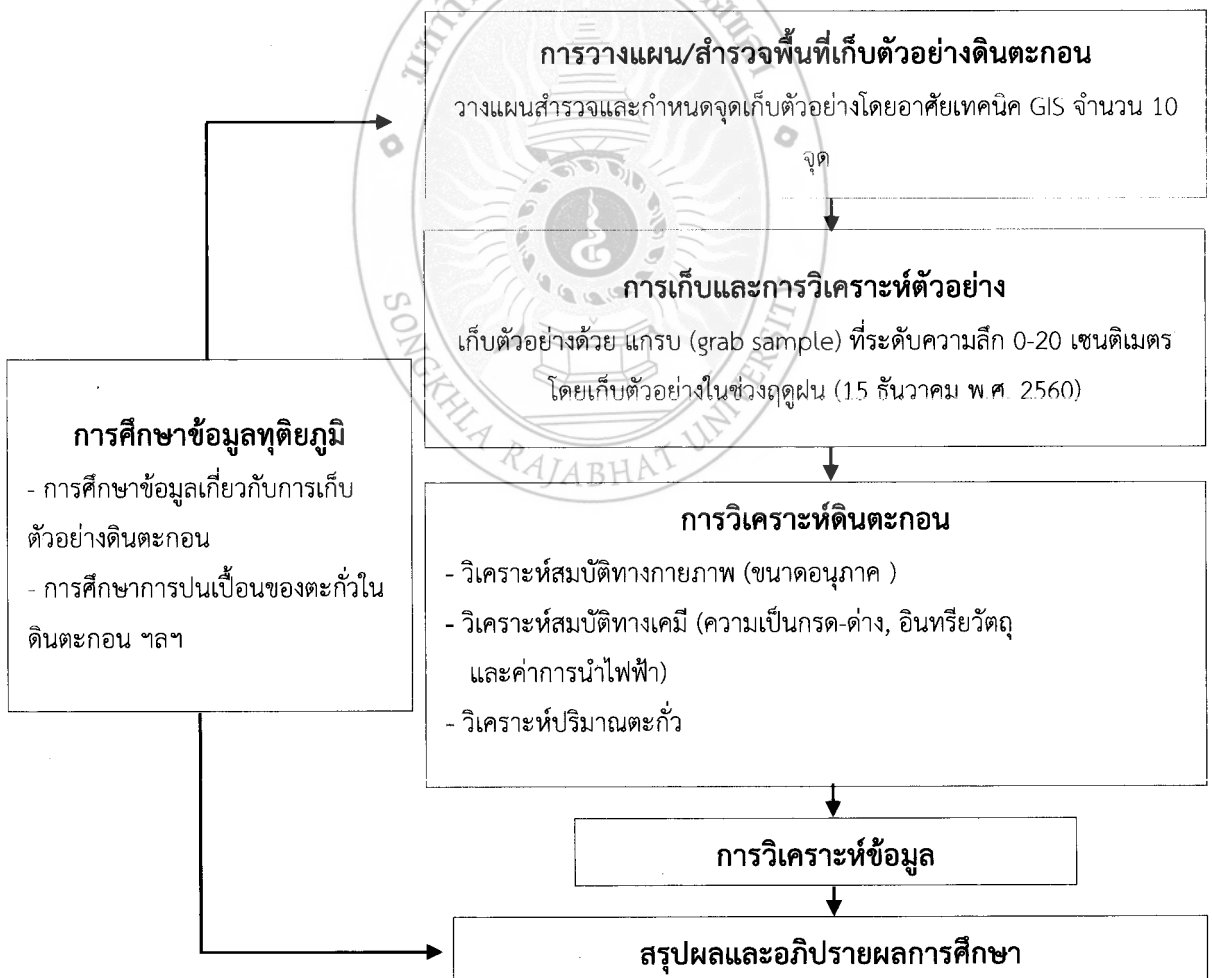 การวางแผน/สำรวจพื้นที่เก็บตัวอย่างดินตะกอน
วางแผนสำรวจและกำหนดจุดเก็บตัวอย่างโดยอาศัยเทคนิค GIS จำนวน 10
จุด
การเก็บและการวิเคราะห์ตัวอย่าง
เก็บตัวอย่างด้วย แกรบ (grab sample) ที่ระดับความลึก 0-20 เซนติเมตร
โดยเก็บตัวอย่างในช่วงฤดูฝน (15 ธันวาคม พ.ศ. 2560)
การศึกษาข้อมูลทุติยภูมิ
- การศึกษาข้อมูลเกี่ยวกับการเก็บ
ตัวอย่างดินตะกอน
- การศึกษาการปนเปื้อนของตะกั่วใน
ดินตะกอน ฯลฯ
การวิเคราะห์ดินตะกอน
- วิเคราะห์สมบัติทางกายภาพ (ขนาดอนุภาค )
- วิเคราะห์สมบัติทางเคมี (ความเป็นกรด-ด่าง, อินทรียวัตถุ
และค่าการนำไฟฟ้า)
- วิเคราะห์ปริมาณตะกั่ว
การวิเคราะห์ข้อมูล
สรุปผลและอภิปรายผลการศึกษา
SONGKHLA RAJABHAT UNIVERSIT